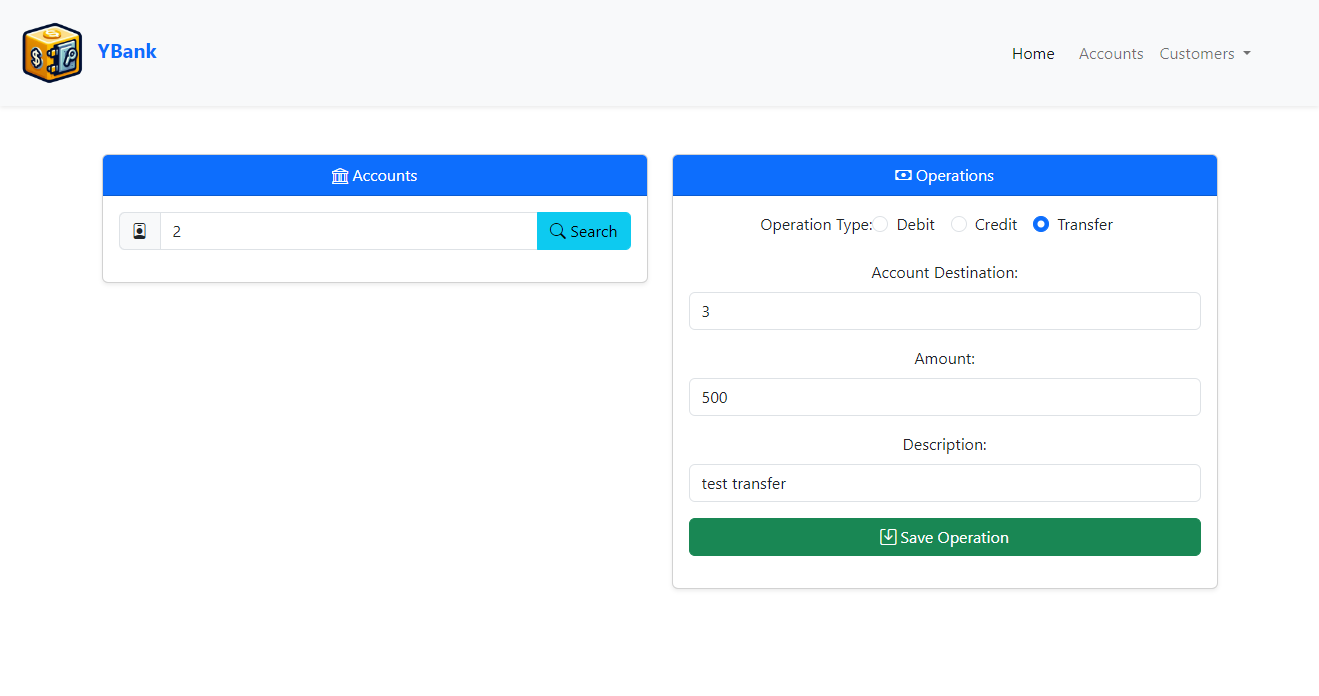 YBank
Home Accounts Customers
Accounts
2 Search
Operations
Operation Type: Debit Credit Transfer
Account Destination:
3
Amount:
500
Description:
test transfer
Save Operation